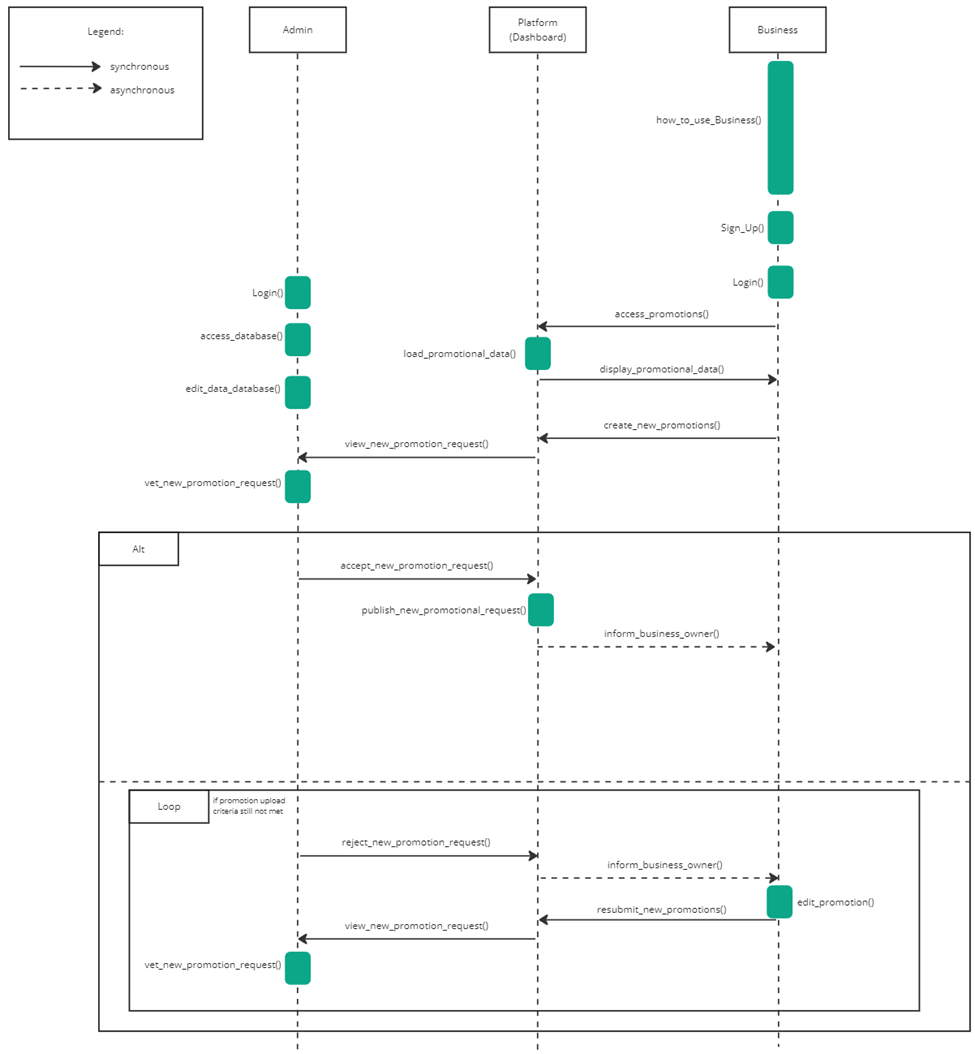 Legend:
synchronous
asynchronous
Admin
Platform
(Dashboard)
Business
how_to_use_Business()
Sign_Up()
Login()
Login()
access_promotions()
access_database()
load_promotional_data()
display_promotional_data()
edit_data_database()
create_new_promotions()
view_new_promotion_request()
vet_new_promotion_request()
Alt
accept_new_promotion_request()
publish_new_promotional_request()
inform_business_owner()
Loop
if promotion upload
criteria still not met
reject_new_promotion_request()
inform_business_owner()
edit_promotion()
resubmit_new_promotions()
view_new_promotion_request()
vet_new_promotion_request()